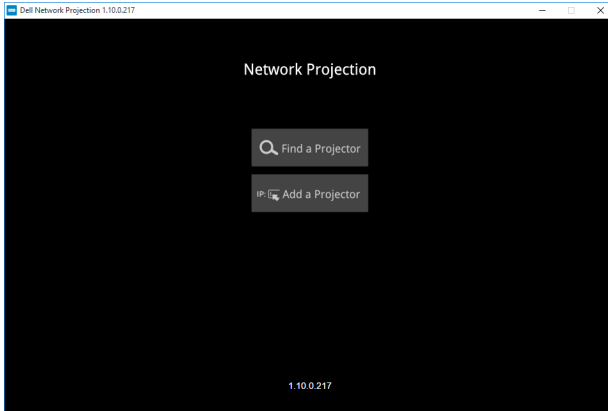 Dell Network Projection 1.10.0.217
Network Projection
Find a Projector
IP: Add a Projector
1.10.0.217